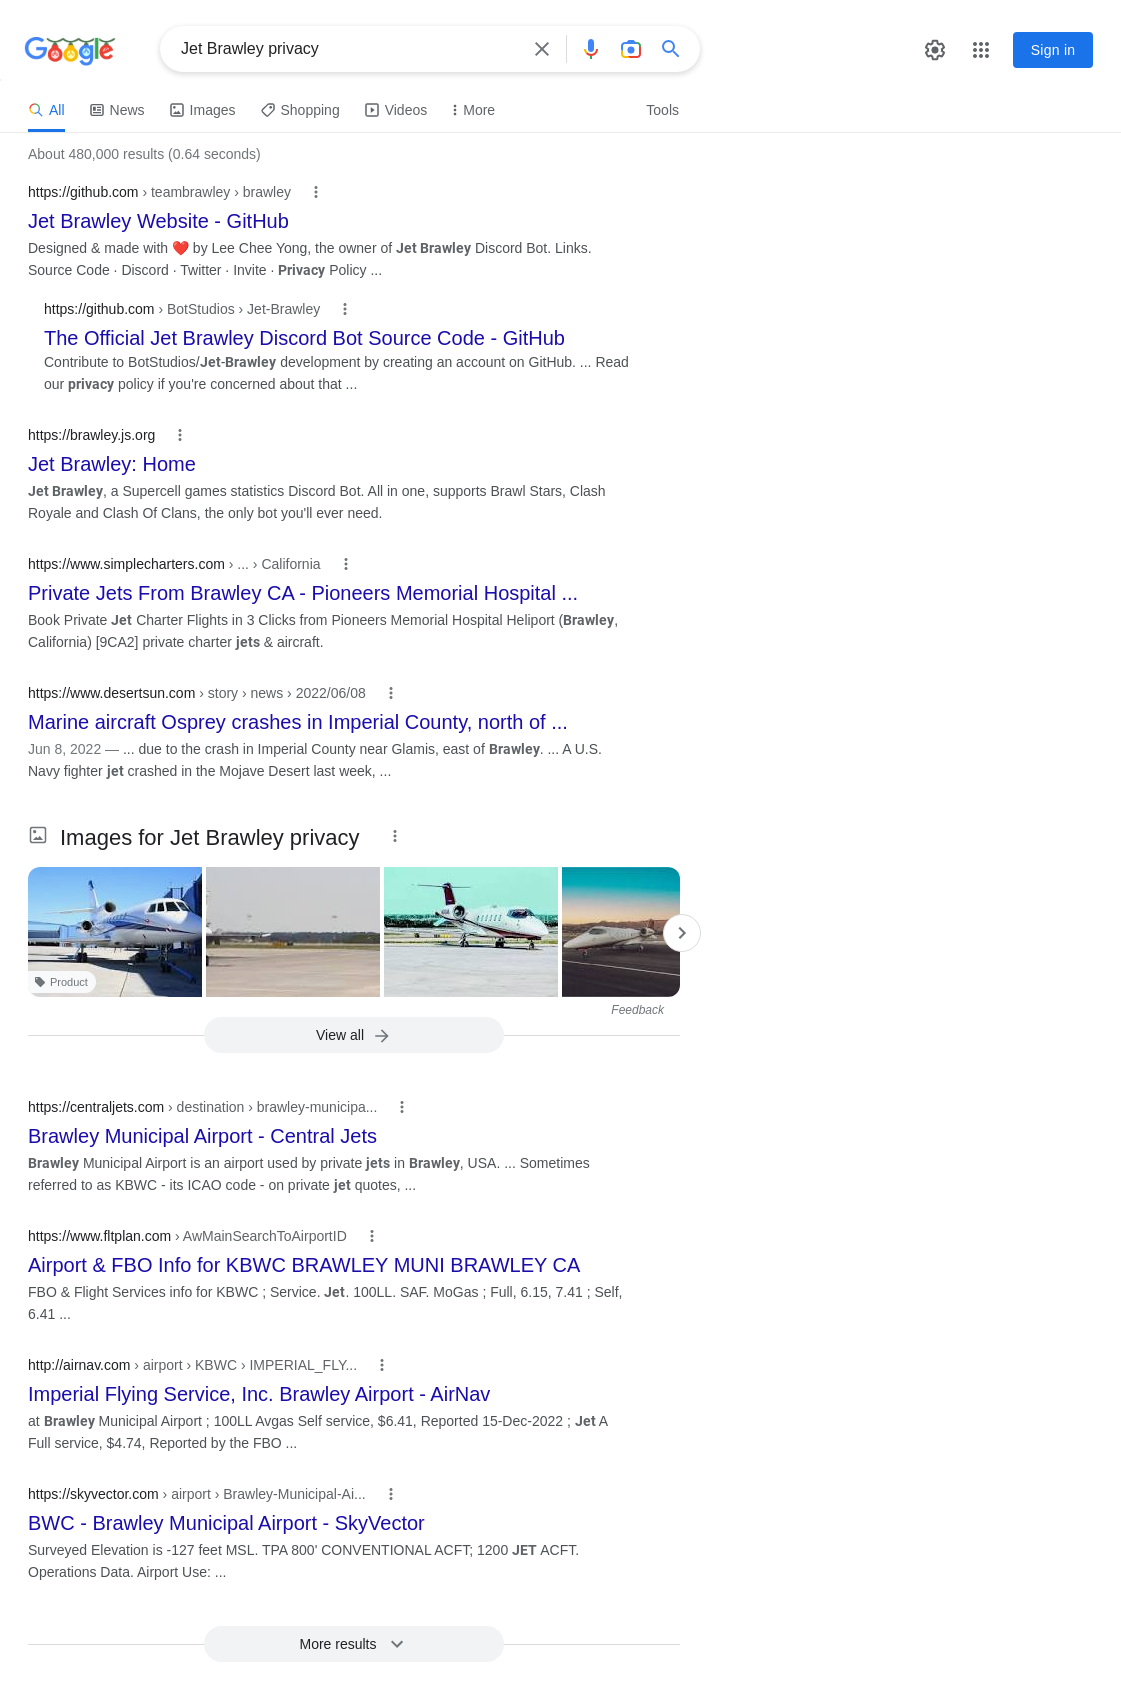 Google
Jet Brawley privacy
Sign in
All
News
Images
Shopping
Videos
More
Tools
About 480,000 results (0.64 seconds)
https://github.com › teambrawley › brawley
Jet Brawley Website - GitHub
Designed & made with ❤️ by Lee Chee Yong, the owner of Jet Brawley Discord Bot. Links.
Source Code · Discord · Twitter · Invite · Privacy Policy ...
https://github.com › BotStudios › Jet-Brawley
The Official Jet Brawley Discord Bot Source Code - GitHub
Contribute to BotStudios/Jet-Brawley development by creating an account on GitHub. ... Read
our privacy policy if you're concerned about that ...
https://brawley.js.org
Jet Brawley: Home
Jet Brawley, a Supercell games statistics Discord Bot. All in one, supports Brawl Stars, Clash
Royale and Clash Of Clans, the only bot you'll ever need.
https://www.simplecharters.com › ... › California
Private Jets From Brawley CA - Pioneers Memorial Hospital ...
Book Private Jet Charter Flights in 3 Clicks from Pioneers Memorial Hospital Heliport (Brawley,
California) [9CA2] private charter jets & aircraft.
https://www.desertsun.com › story › news › 2022/06/08
Marine aircraft Osprey crashes in Imperial County, north of ...
Jun 8, 2022 — ... due to the crash in Imperial County near Glamis, east of Brawley. ... A U.S.
Navy fighter jet crashed in the Mojave Desert last week, ...
Images for Jet Brawley privacy
Product
Feedback
View all
https://centraljets.com › destination › brawley-municipa...
Brawley Municipal Airport - Central Jets
Brawley Municipal Airport is an airport used by private jets in Brawley, USA. ... Sometimes
referred to as KBWC - its ICAO code - on private jet quotes, ...
https://www.fltplan.com › AwMainSearchToAirportID
Airport & FBO Info for KBWC BRAWLEY MUNI BRAWLEY CA
FBO & Flight Services info for KBWC ; Service. Jet. 100LL. SAF. MoGas ; Full, 6.15, 7.41 ; Self,
6.41 ...
http://airnav.com › airport › KBWC › IMPERIAL_FLY...
Imperial Flying Service, Inc. Brawley Airport - AirNav
at Brawley Municipal Airport ; 100LL Avgas Self service, $6.41, Reported 15-Dec-2022 ; Jet A
Full service, $4.74, Reported by the FBO ...
https://skyvector.com › airport › Brawley-Municipal-Ai...
BWC - Brawley Municipal Airport - SkyVector
Surveyed Elevation is -127 feet MSL. TPA 800' CONVENTIONAL ACFT; 1200 JET ACFT.
Operations Data. Airport Use: ...
More results